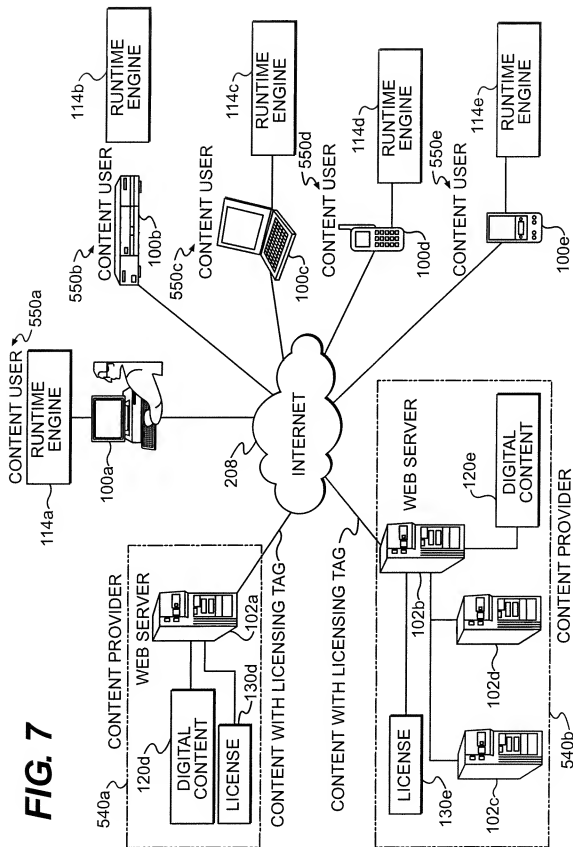 FIG. 7
CONTENT USER 550a
RUNTIME
ENGINE
114a
100a
550b
CONTENT USER
100b
RUNTIME
ENGINE
114b
550c
CONTENT USER
100c
RUNTIME
ENGINE
114c
550d
CONTENT USER
100d
RUNTIME
ENGINE
114d
550e
CONTENT USER
100e
RUNTIME
ENGINE
114e
208
INTERNET
540a
CONTENT PROVIDER
WEB SERVER
102a
120d
DIGITAL
CONTENT
LICENSE
130d
CONTENT WITH LICENSING TAG
CONTENT WITH LICENSING TAG
WEB SERVER
102b
120e
DIGITAL
CONTENT
LICENSE
130e
102c
102d
CONTENT PROVIDER
540b